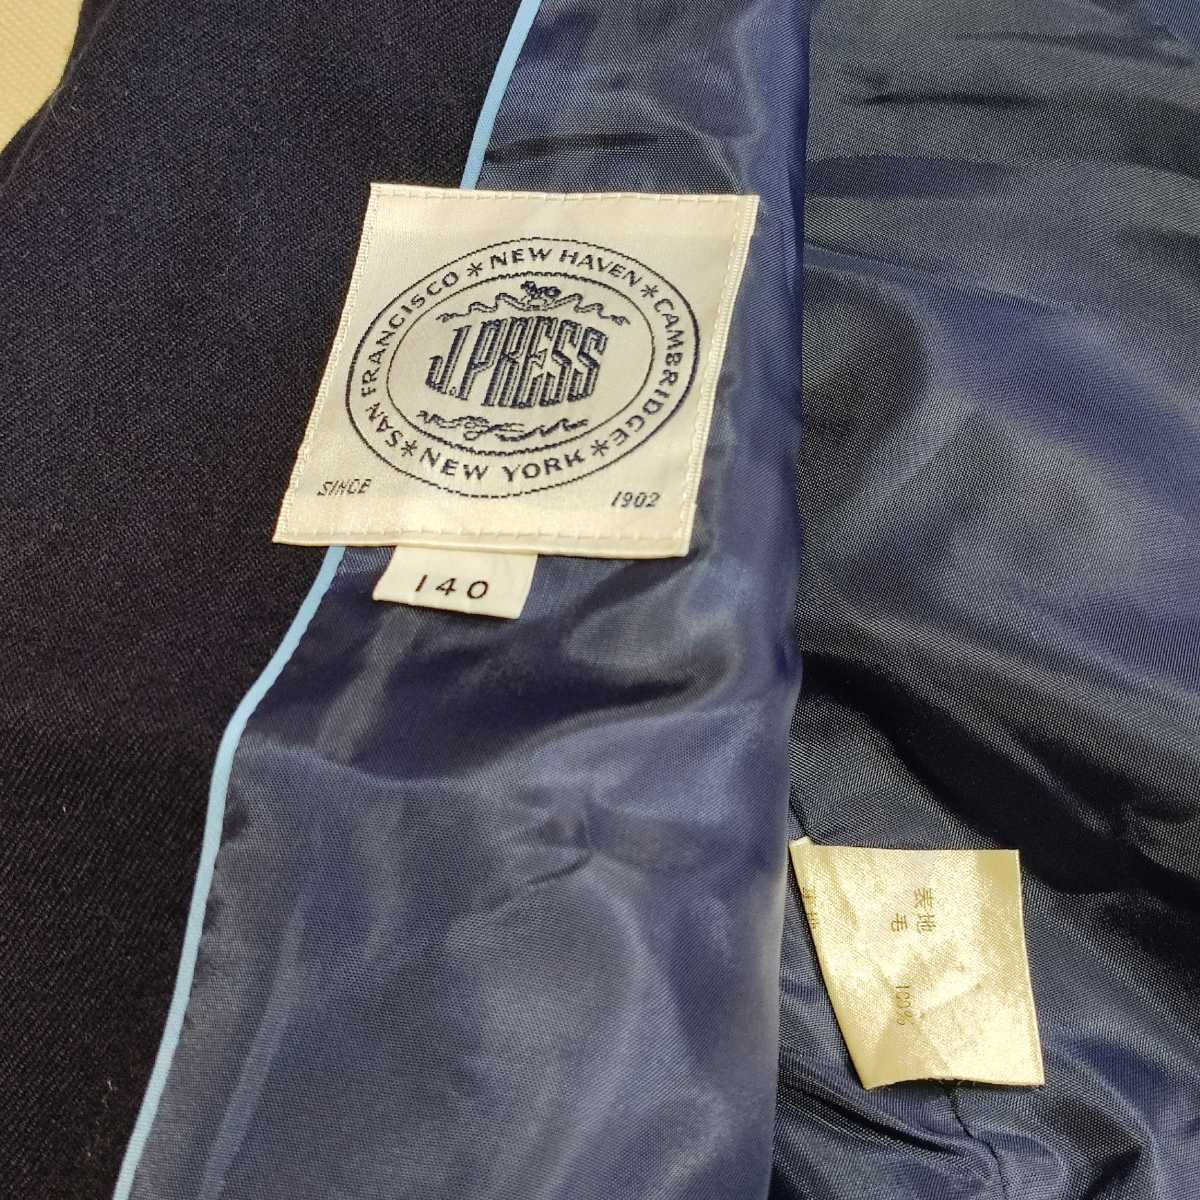 SAN FRANCISCO * NEW HAVEN * CAMBRIDGE * NEW YORK *
J.PRESS
SINCE 1902
140
表地
毛 100%